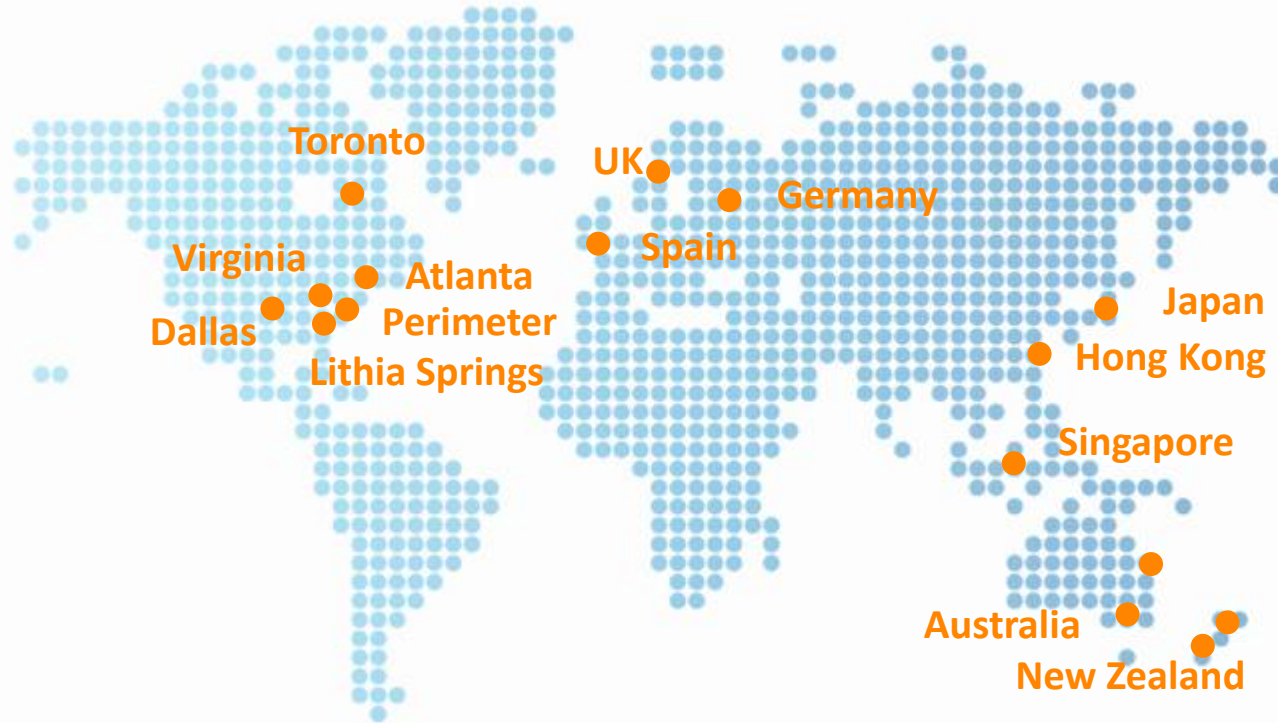 Toronto
UK
Germany
Spain
Virginia
Atlanta
Dallas
Perimeter
Lithia Springs
Japan
Hong Kong
Singapore
Australia
New Zealand